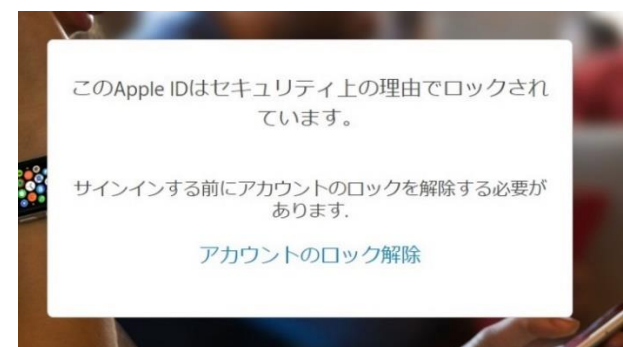 このApple IDはセキュリティ上の理由でロックされ
ています。
サインインする前にアカウントのロックを解除する必要が
あります.
アカウントのロック解除